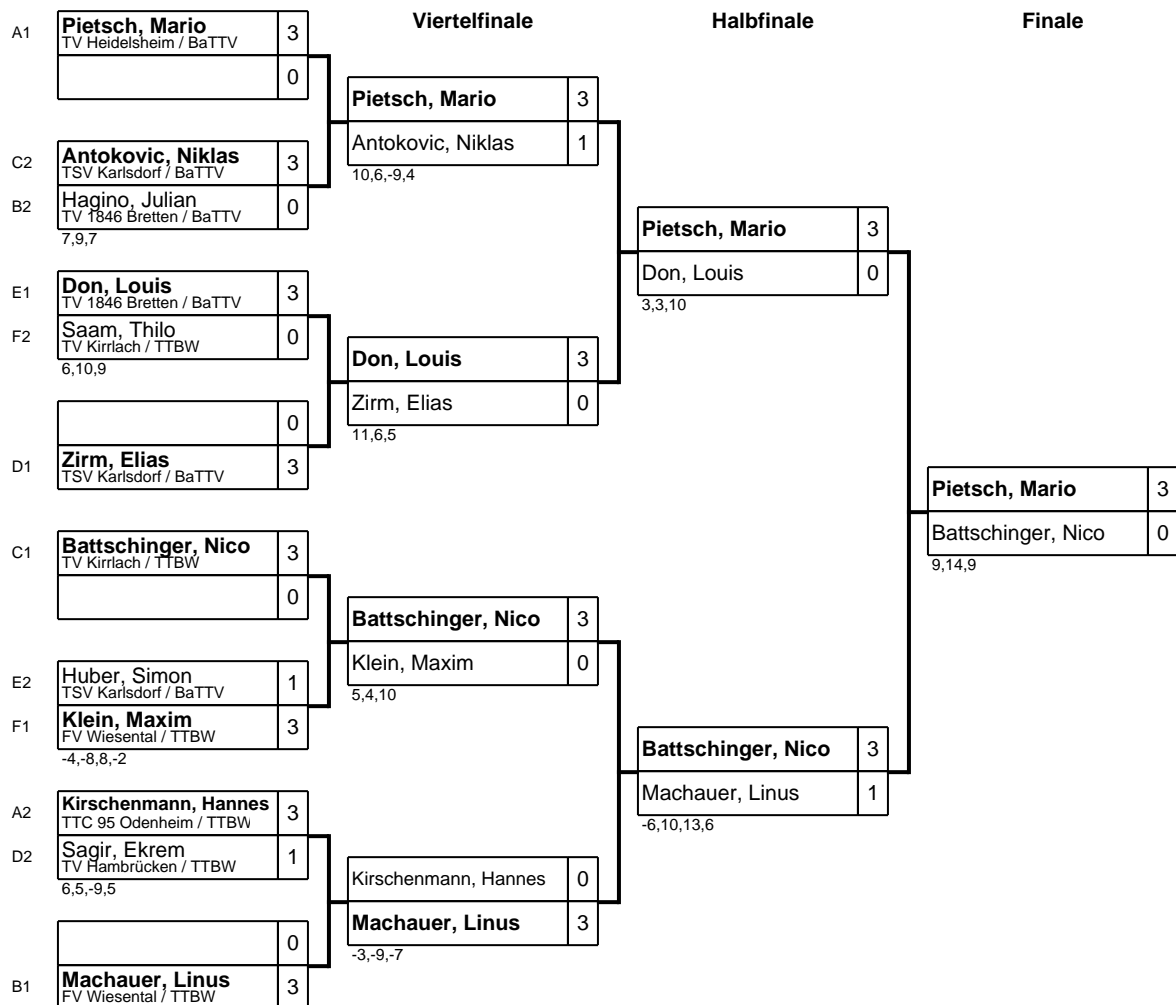 Viertelfinale
Halbfinale
Finale
A1
Pietsch, Mario 3
TV Heidelsheim / BaTTV
0
C2
Antokovic, Niklas 3
TSV Karlsdorf / BaTTV
B2
Hagino, Julian 0
TV 1846 Bretten / BaTTV
7,9,7
E1
Don, Louis 3
TV 1846 Bretten / BaTTV
F2
Saam, Thilo 0
TV Kirrlach / TTBW
6,10,9
0
D1
Zirm, Elias 3
TSV Karlsdorf / BaTTV
C1
Battschinger, Nico 3
TV Kirrlach / TTBW
0
E2
Huber, Simon 1
TSV Karlsdorf / BaTTV
F1
Klein, Maxim 3
FV Wiesental / TTBW
-4,-8,8,-2
A2
Kirschenmann, Hannes 3
TTC 95 Odenheim / TTBW
D2
Sagir, Ekrem 1
TV Hambrücken / TTBW
6,5,-9,5
0
B1
Machauer, Linus 3
FV Wiesental / TTBW
Pietsch, Mario 3
Antokovic, Niklas 1
10,6,-9,4
Don, Louis 3
Zirm, Elias 0
11,6,5
Battschinger, Nico 3
Klein, Maxim 0
5,4,10
Kirschenmann, Hannes 0
Machauer, Linus 3
-3,-9,-7
Pietsch, Mario 3
Don, Louis 0
3,3,10
Battschinger, Nico 3
Machauer, Linus 1
-6,10,13,6
Pietsch, Mario 3
Battschinger, Nico 0
9,14,9